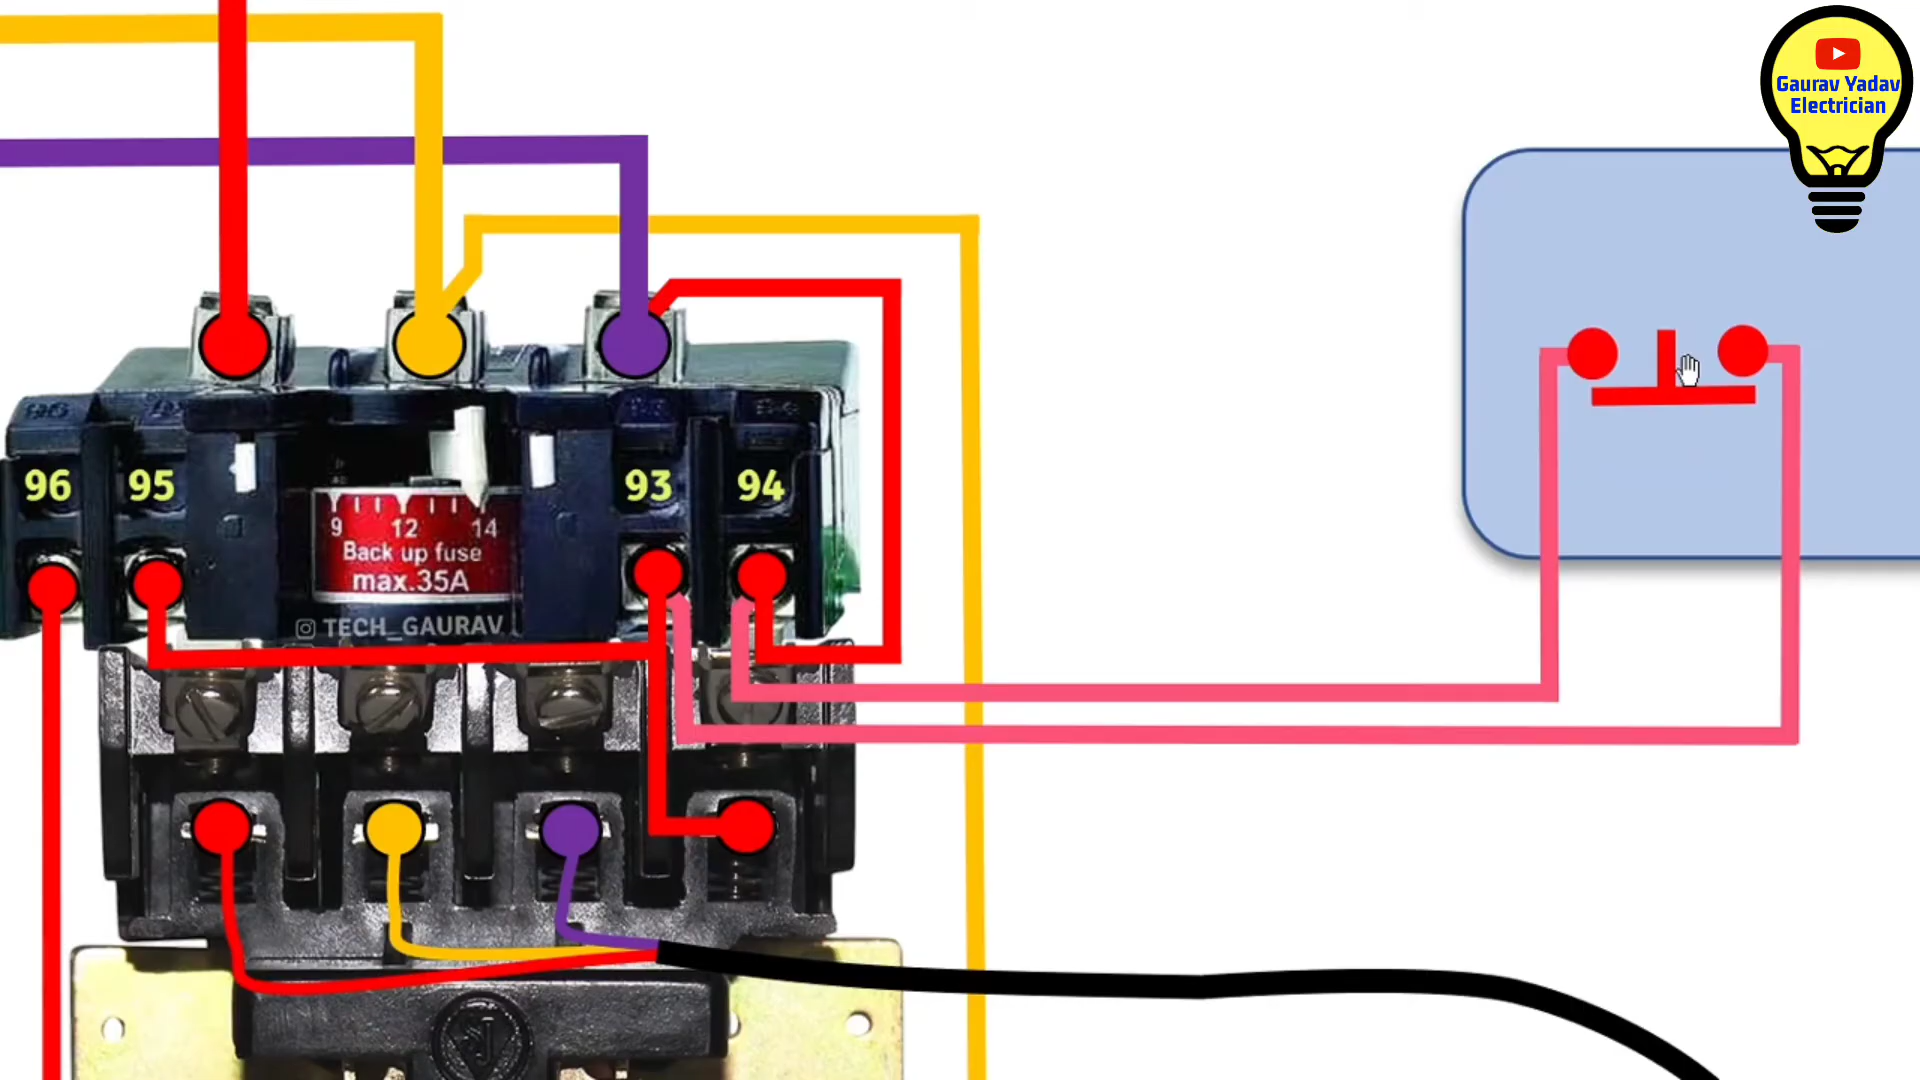 Gaurav Yadav
Electrician
96
95
93
94
9 12 14
Back up fuse
max.35A
TECH_GAURAV